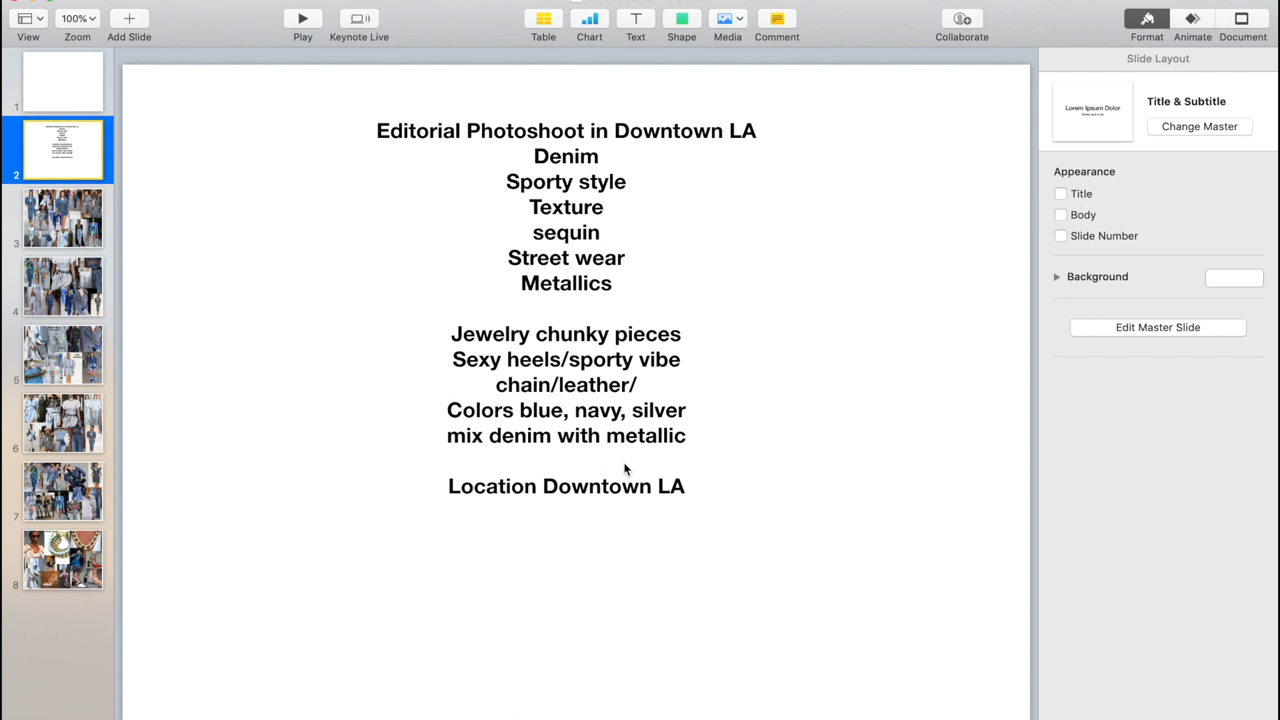 100%
View
Zoom
Add Slide
Play
Keynote Live
Table
Chart
Text
Shape
Media
Comment
Collaborate
Format
Animate
Document
Slide Layout
Lorem Ipsum Dolor
Title & Subtitle
Change Master
Appearance
Title
Body
Slide Number
Background
Edit Master Slide
1
2
3
4
5
6
7
8
Editorial Photoshoot in Downtown LA
Denim
Sporty style
Texture
sequin
Street wear
Metallics
Jewelry chunky pieces
Sexy heels/sporty vibe
chain/leather/
Colors blue, navy, silver
mix denim with metallic
Location Downtown LA